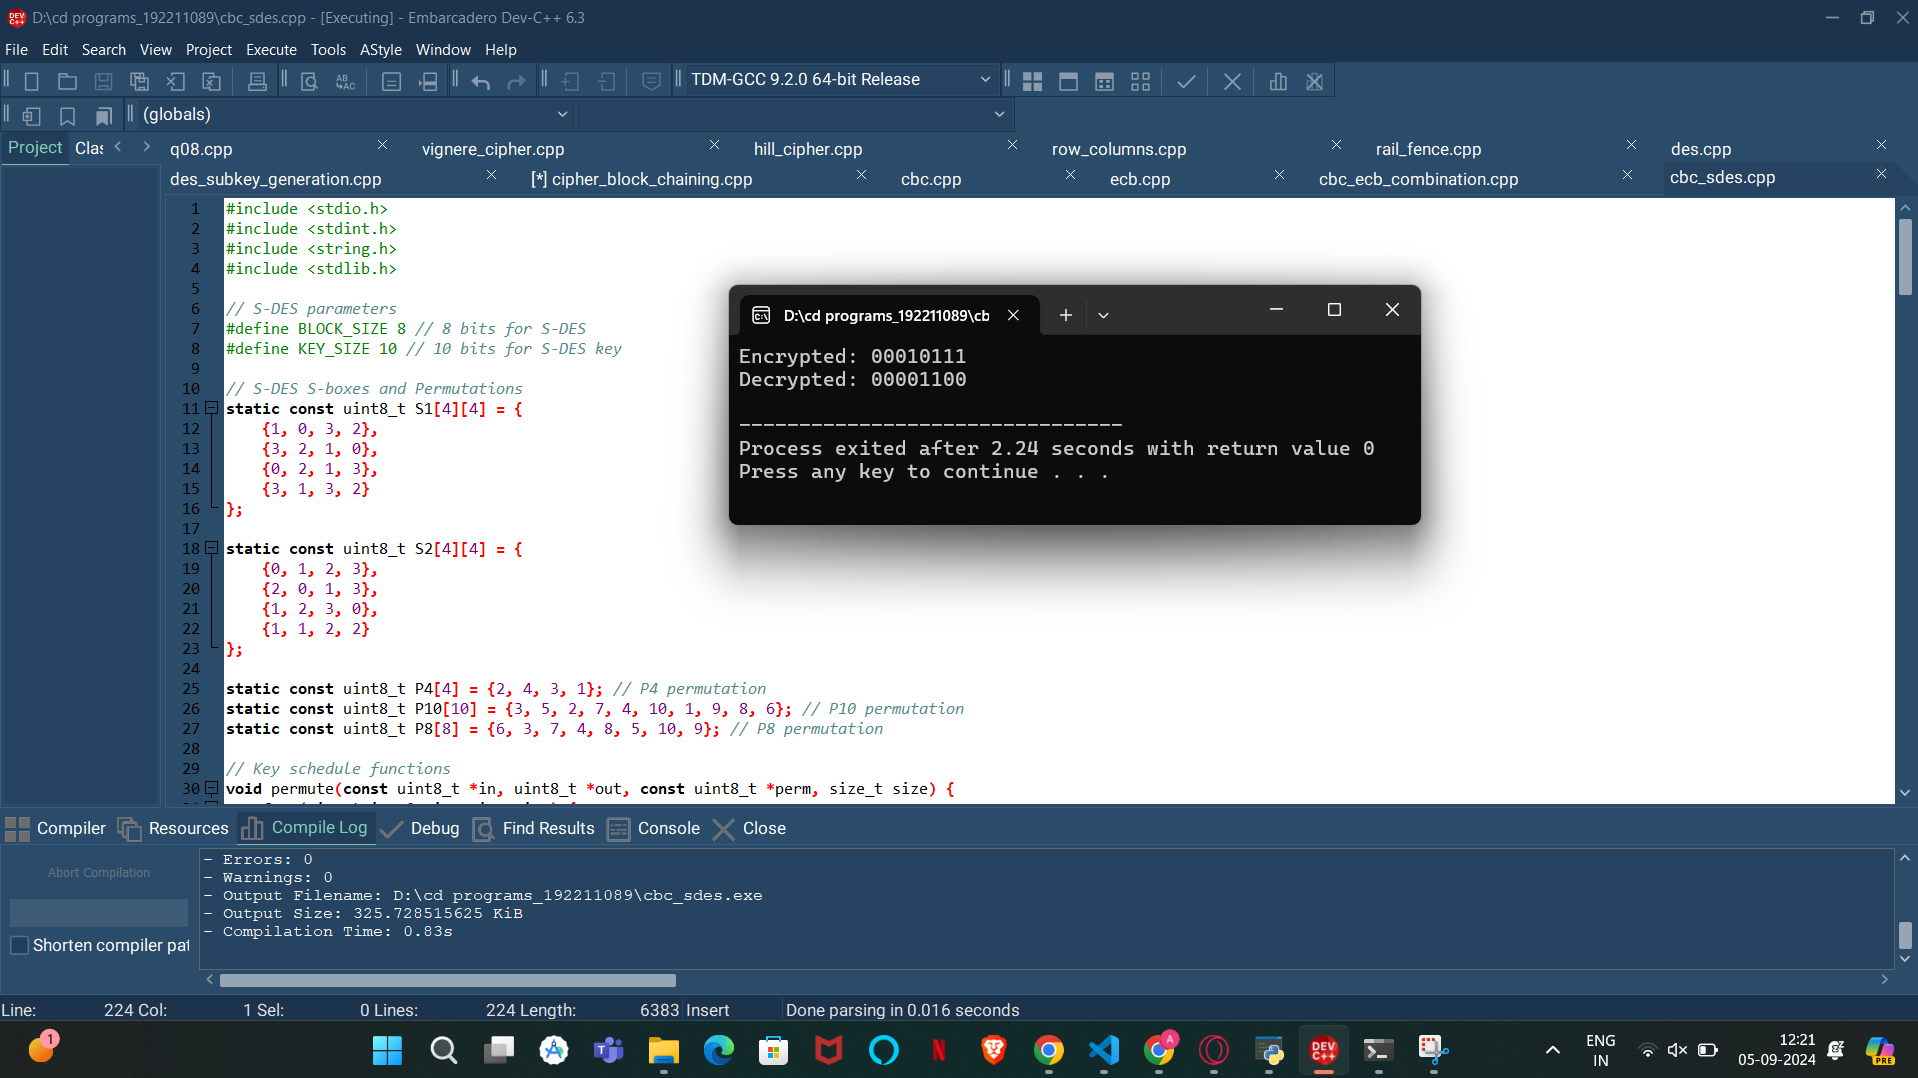 D:\cd programs_192211089\cbc_sdes.cpp - [Executing] - Embarcadero Dev-C++ 6.3
File Edit Search View Project Execute Tools AStyle Window Help
TDM-GCC 9.2.0 64-bit Release
(globals)
Project Clas
q08.cpp vignere_cipher.cpp hill_cipher.cpp row_columns.cpp rail_fence.cpp des.cpp
des_subkey_generation.cpp [*] cipher_block_chaining.cpp cbc.cpp ecb.cpp cbc_ecb_combination.cpp cbc_sdes.cpp
1 #include <stdio.h>
2 #include <stdint.h>
3 #include <string.h>
4 #include <stdlib.h>
5
6 // S-DES parameters
7 #define BLOCK_SIZE 8 // 8 bits for S-DES
8 #define KEY_SIZE 10 // 10 bits for S-DES key
9
10 // S-DES S-boxes and Permutations
11 static const uint8_t S1[4][4] = {
12 {1, 0, 3, 2},
13 {3, 2, 1, 0},
14 {0, 2, 1, 3},
15 {3, 1, 3, 2}
16 };
17
18 static const uint8_t S2[4][4] = {
19 {0, 1, 2, 3},
20 {2, 0, 1, 3},
21 {1, 2, 3, 0},
22 {1, 1, 2, 2}
23 };
24
25 static const uint8_t P4[4] = {2, 4, 3, 1}; // P4 permutation
26 static const uint8_t P10[10] = {3, 5, 2, 7, 4, 10, 1, 9, 8, 6}; // P10 permutation
27 static const uint8_t P8[8] = {6, 3, 7, 4, 8, 5, 10, 9}; // P8 permutation
28
29 // Key schedule functions
30 void permute(const uint8_t *in, uint8_t *out, const uint8_t *perm, size_t size) {
D:\cd programs_192211089\cb
Encrypted: 00010111
Decrypted: 00001100
--------------------------------
Process exited after 2.24 seconds with return value 0
Press any key to continue . . .
Compiler Resources Compile Log Debug Find Results Console Close
Abort Compilation
Shorten compiler pat
- Errors: 0
- Warnings: 0
- Output Filename: D:\cd programs_192211089\cbc_sdes.exe
- Output Size: 325.728515625 KiB
- Compilation Time: 0.83s
Line: 224 Col: 1 Sel: 0 Lines: 224 Length: 6383 Insert Done parsing in 0.016 seconds
1
A
DEV C++
ENG
IN
12:21
05-09-2024
PRE